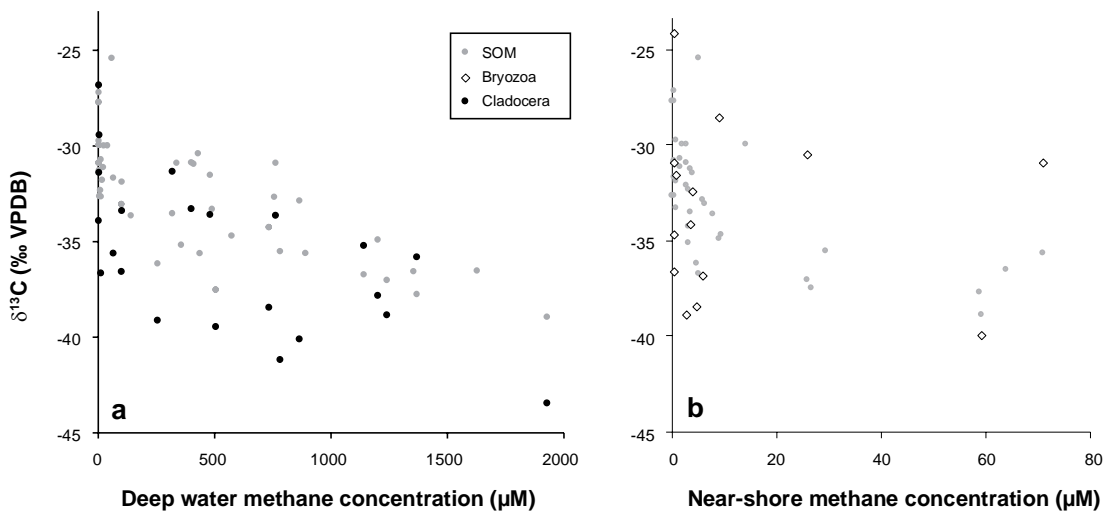 -25
-30
-35
-40
-45
δ¹³C (‰ VPDB)
a
0
500
1000
1500
2000
Deep water methane concentration (µM)
SOM
Bryozoa
Cladocera
-25
-30
-35
-40
-45
b
0
20
40
60
80
Near-shore methane concentration (µM)